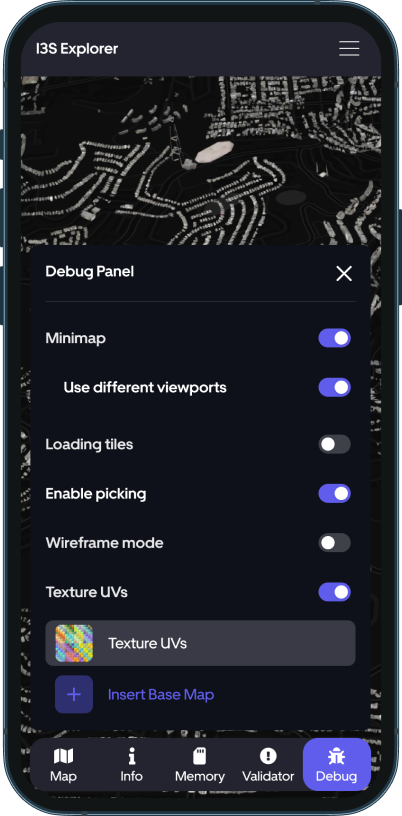 I3S Explorer
Debug Panel
Minimap
Use different viewports
Loading tiles
Enable picking
Wireframe mode
Texture UVs
Texture UVs
Insert Base Map
Map Info Memory Validator Debug